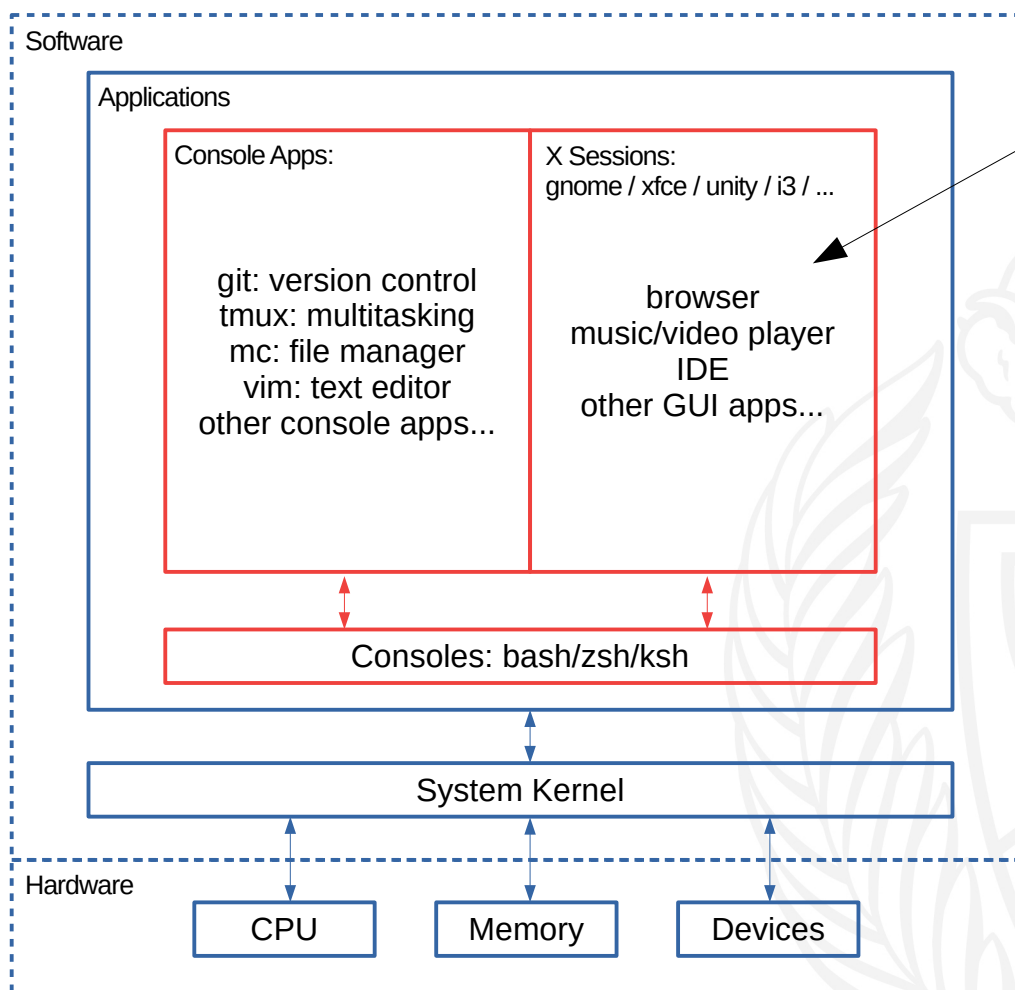 Software
Applications
Console Apps:
git: version control
tmux: multitasking
mc: file manager
vim: text editor
other console apps...
X Sessions:
gnome / xfce / unity / i3 / ...
browser
music/video player
IDE
other GUI apps...
Consoles: bash/zsh/ksh
System Kernel
Hardware
CPU
Memory
Devices